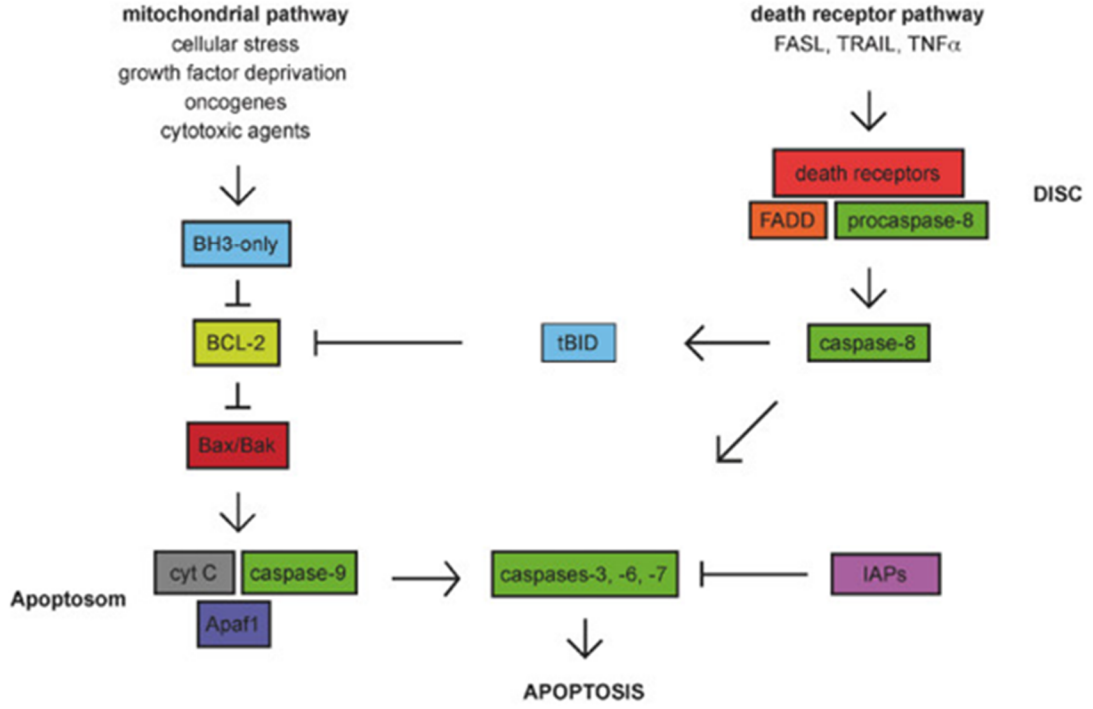 mitochondrial pathway
cellular stress
growth factor deprivation
oncogenes
cytotoxic agents
death receptor pathway
FASL, TRAIL, TNFα
death receptors
FADD
procaspase-8
DISC
BH3-only
BCL-2
tBID
caspase-8
Bax/Bak
cyt C
caspase-9
caspases-3, -6, -7
IAPs
Apoptosom
Apaf1
APOPTOSIS